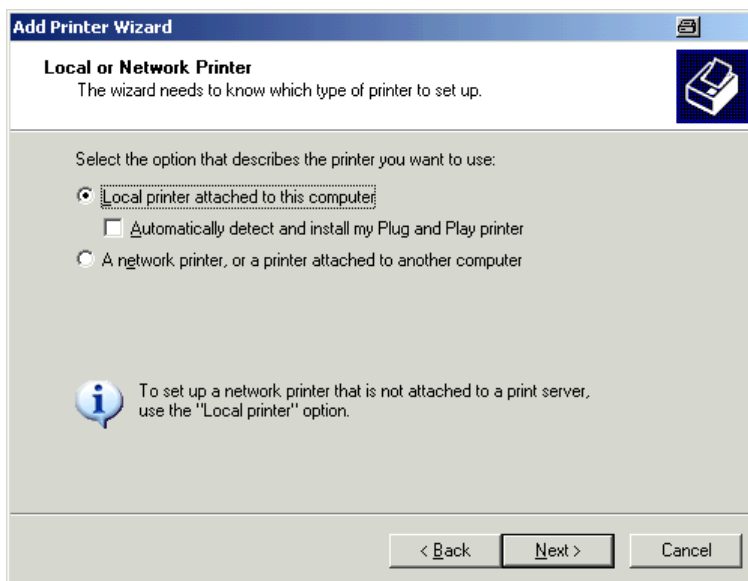 Add Printer Wizard
Local or Network Printer
The wizard needs to know which type of printer to set up.
Select the option that describes the printer you want to use:
Local printer attached to this computer
Automatically detect and install my Plug and Play printer
A network printer, or a printer attached to another computer
To set up a network printer that is not attached to a print server,
use the "Local printer" option.
< Back Next > Cancel